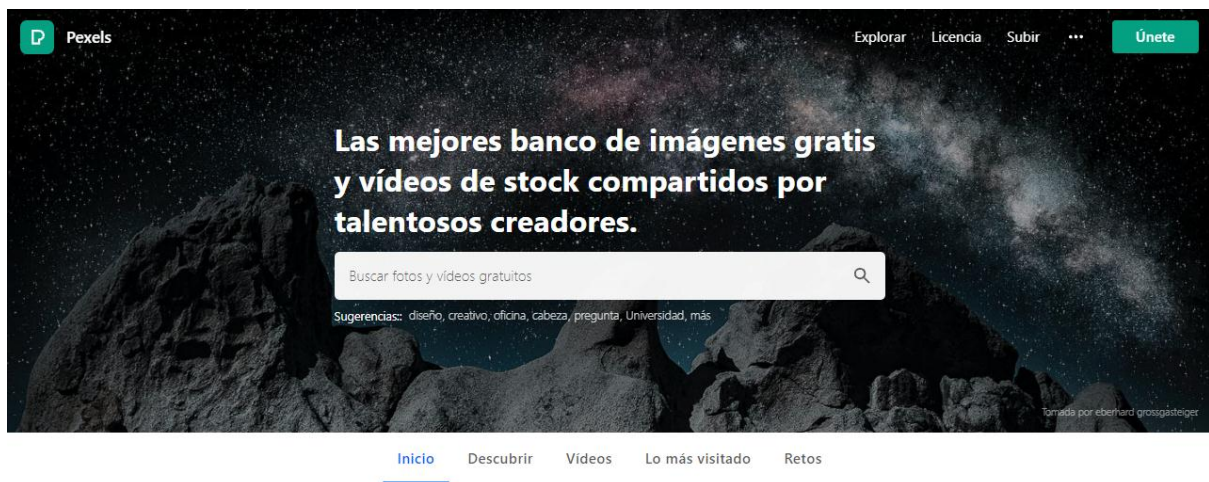 Pexels
Explorar Licencia Subir ••• Únete
Las mejores banco de imágenes gratis
y vídeos de stock compartidos por
talentosos creadores.
Buscar fotos y vídeos gratuitos
Sugerencias:: diseño, creativo, oficina, cabeza, pregunta, Universidad, más
Tomada por eberhard grossgasteiger
Inicio Descubrir Vídeos Lo más visitado Retos